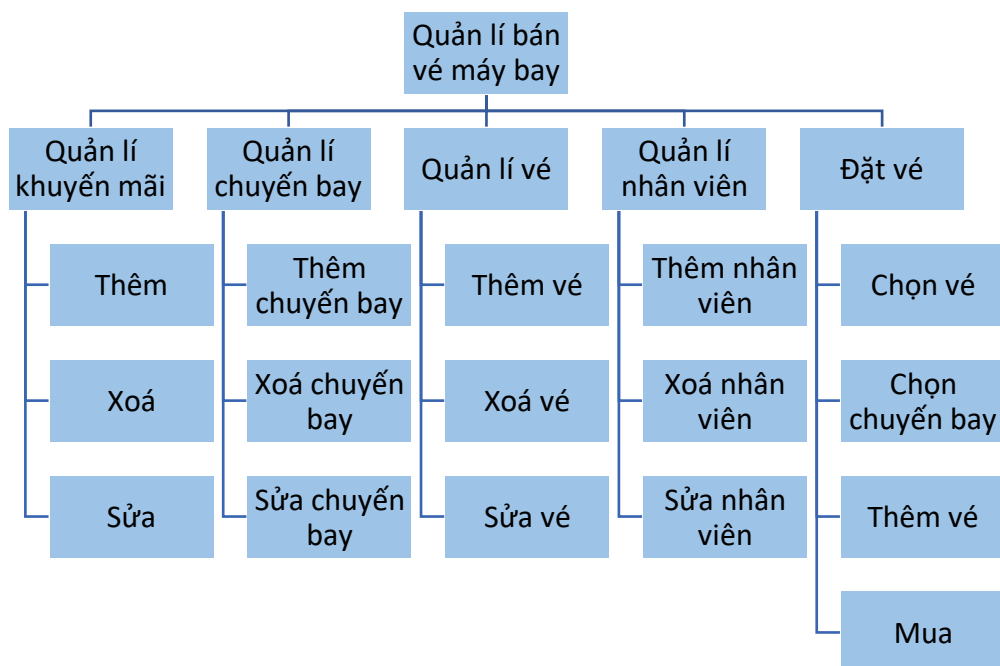 Quản lí bán
vé máy bay
Quản lí
khuyến mãi
Quản lí
chuyến bay
Quản lí vé
Quản lí
nhân viên
Đặt vé
Thêm
Thêm
chuyến bay
Thêm vé
Thêm nhân
viên
Chọn vé
Xoá
Xoá chuyến
bay
Xoá vé
Xoá nhân
viên
Chọn
chuyến bay
Sửa
Sửa chuyến
bay
Sửa vé
Sửa nhân
viên
Thêm vé
Mua